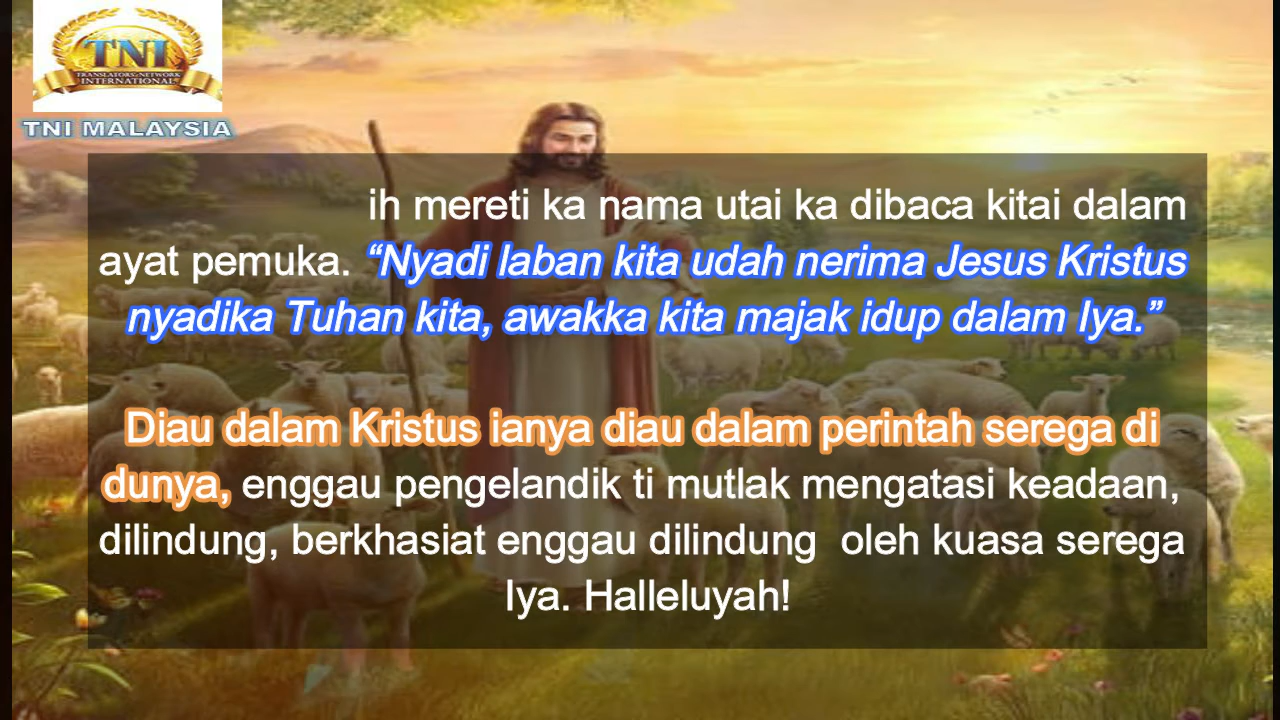 TNI
TRANSLATORS' NETWORK
INTERNATIONAL
TNI MALAYSIA
ih mereti ka nama utai ka dibaca kitai dalam
ayat pemuka. “Nyadi laban kita udah nerima Jesus Kristus
nyadika Tuhan kita, awakka kita majak idup dalam Iya.”
Diau dalam Kristus ianya diau dalam perintah serega di
dunya, enggau pengelandik ti mutlak mengatasi keadaan,
dilindung, berkhasiat enggau dilindung  oleh kuasa serega
Iya. Halleluyah!